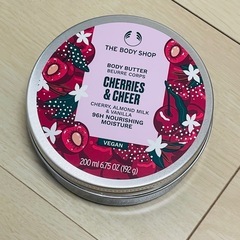 THE BODY SHOP
BODY BUTTER
BEURRE CORPS
CHERRIES
& CHEER
CHERRY, ALMOND MILK
& VANILLA
96H NOURISHING
MOISTURE
VEGAN
200 ml 6.75 OZ (192 g)